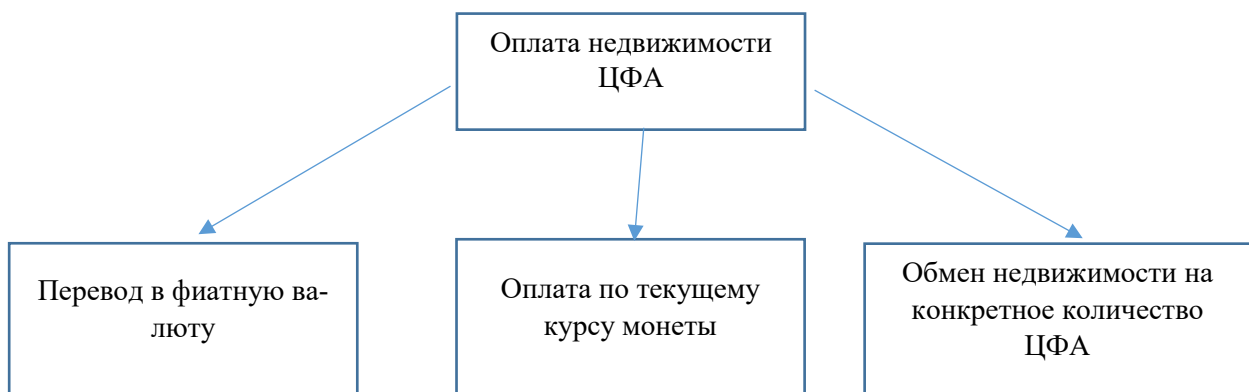 Оплата недвижимости
ЦФА
Перевод в фиатную ва-
люту
Оплата по текущему
курсу монеты
Обмен недвижимости на
конкретное количество
ЦФА